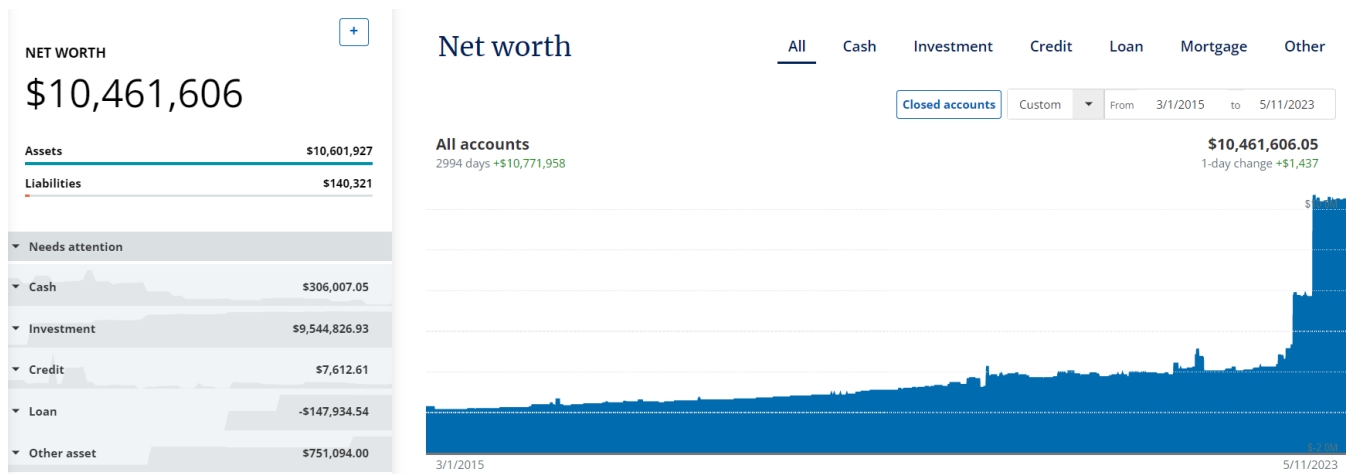 +
NET WORTH
$10,461,606
Assets $10,601,927
Liabilities $140,321
Needs attention
Cash $306,007.05
Investment $9,544,826.93
Credit $7,612.61
Loan -$147,934.54
Other asset $751,094.00
Net worth All Cash Investment Credit Loan Mortgage Other
Closed accounts Custom From 3/1/2015 to 5/11/2023
All accounts $10,461,606.05
2994 days +$10,771,958 1-day change +$1,437
$-2.0M
3/1/2015 5/11/2023